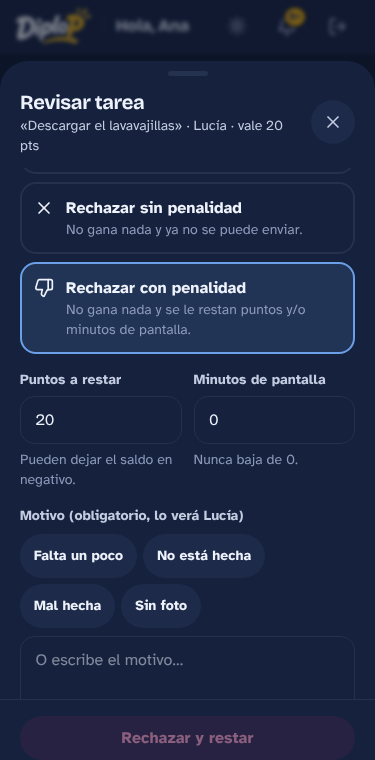 DiploP
Hola, Ana
Revisar tarea
«Descargar el lavavajillas» · Lucía · vale 20
pts
Rechazar sin penalidad
No gana nada y ya no se puede enviar.
Rechazar con penalidad
No gana nada y se le restan puntos y/o
minutos de pantalla.
Puntos a restar
Minutos de pantalla
20
0
Pueden dejar el saldo en
negativo.
Nunca baja de 0.
Motivo (obligatorio, lo verá Lucía)
Falta un poco
No está hecha
Mal hecha
Sin foto
O escribe el motivo...
Rechazar y restar